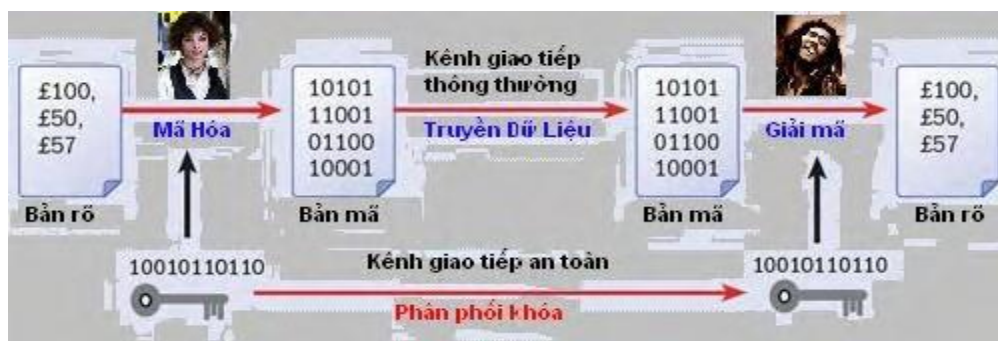 £100,
£50,
£57
Bản rõ
Mã Hóa
10101
11001
01100
10001
Bản mã
Kênh giao tiếp
thông thường
Truyền Dữ Liệu
10101
11001
01100
10001
Bản mã
Giải mã
£100,
£50,
£57
Bản rõ
10010110110
Kênh giao tiếp an toàn
Phân phối khóa
10010110110